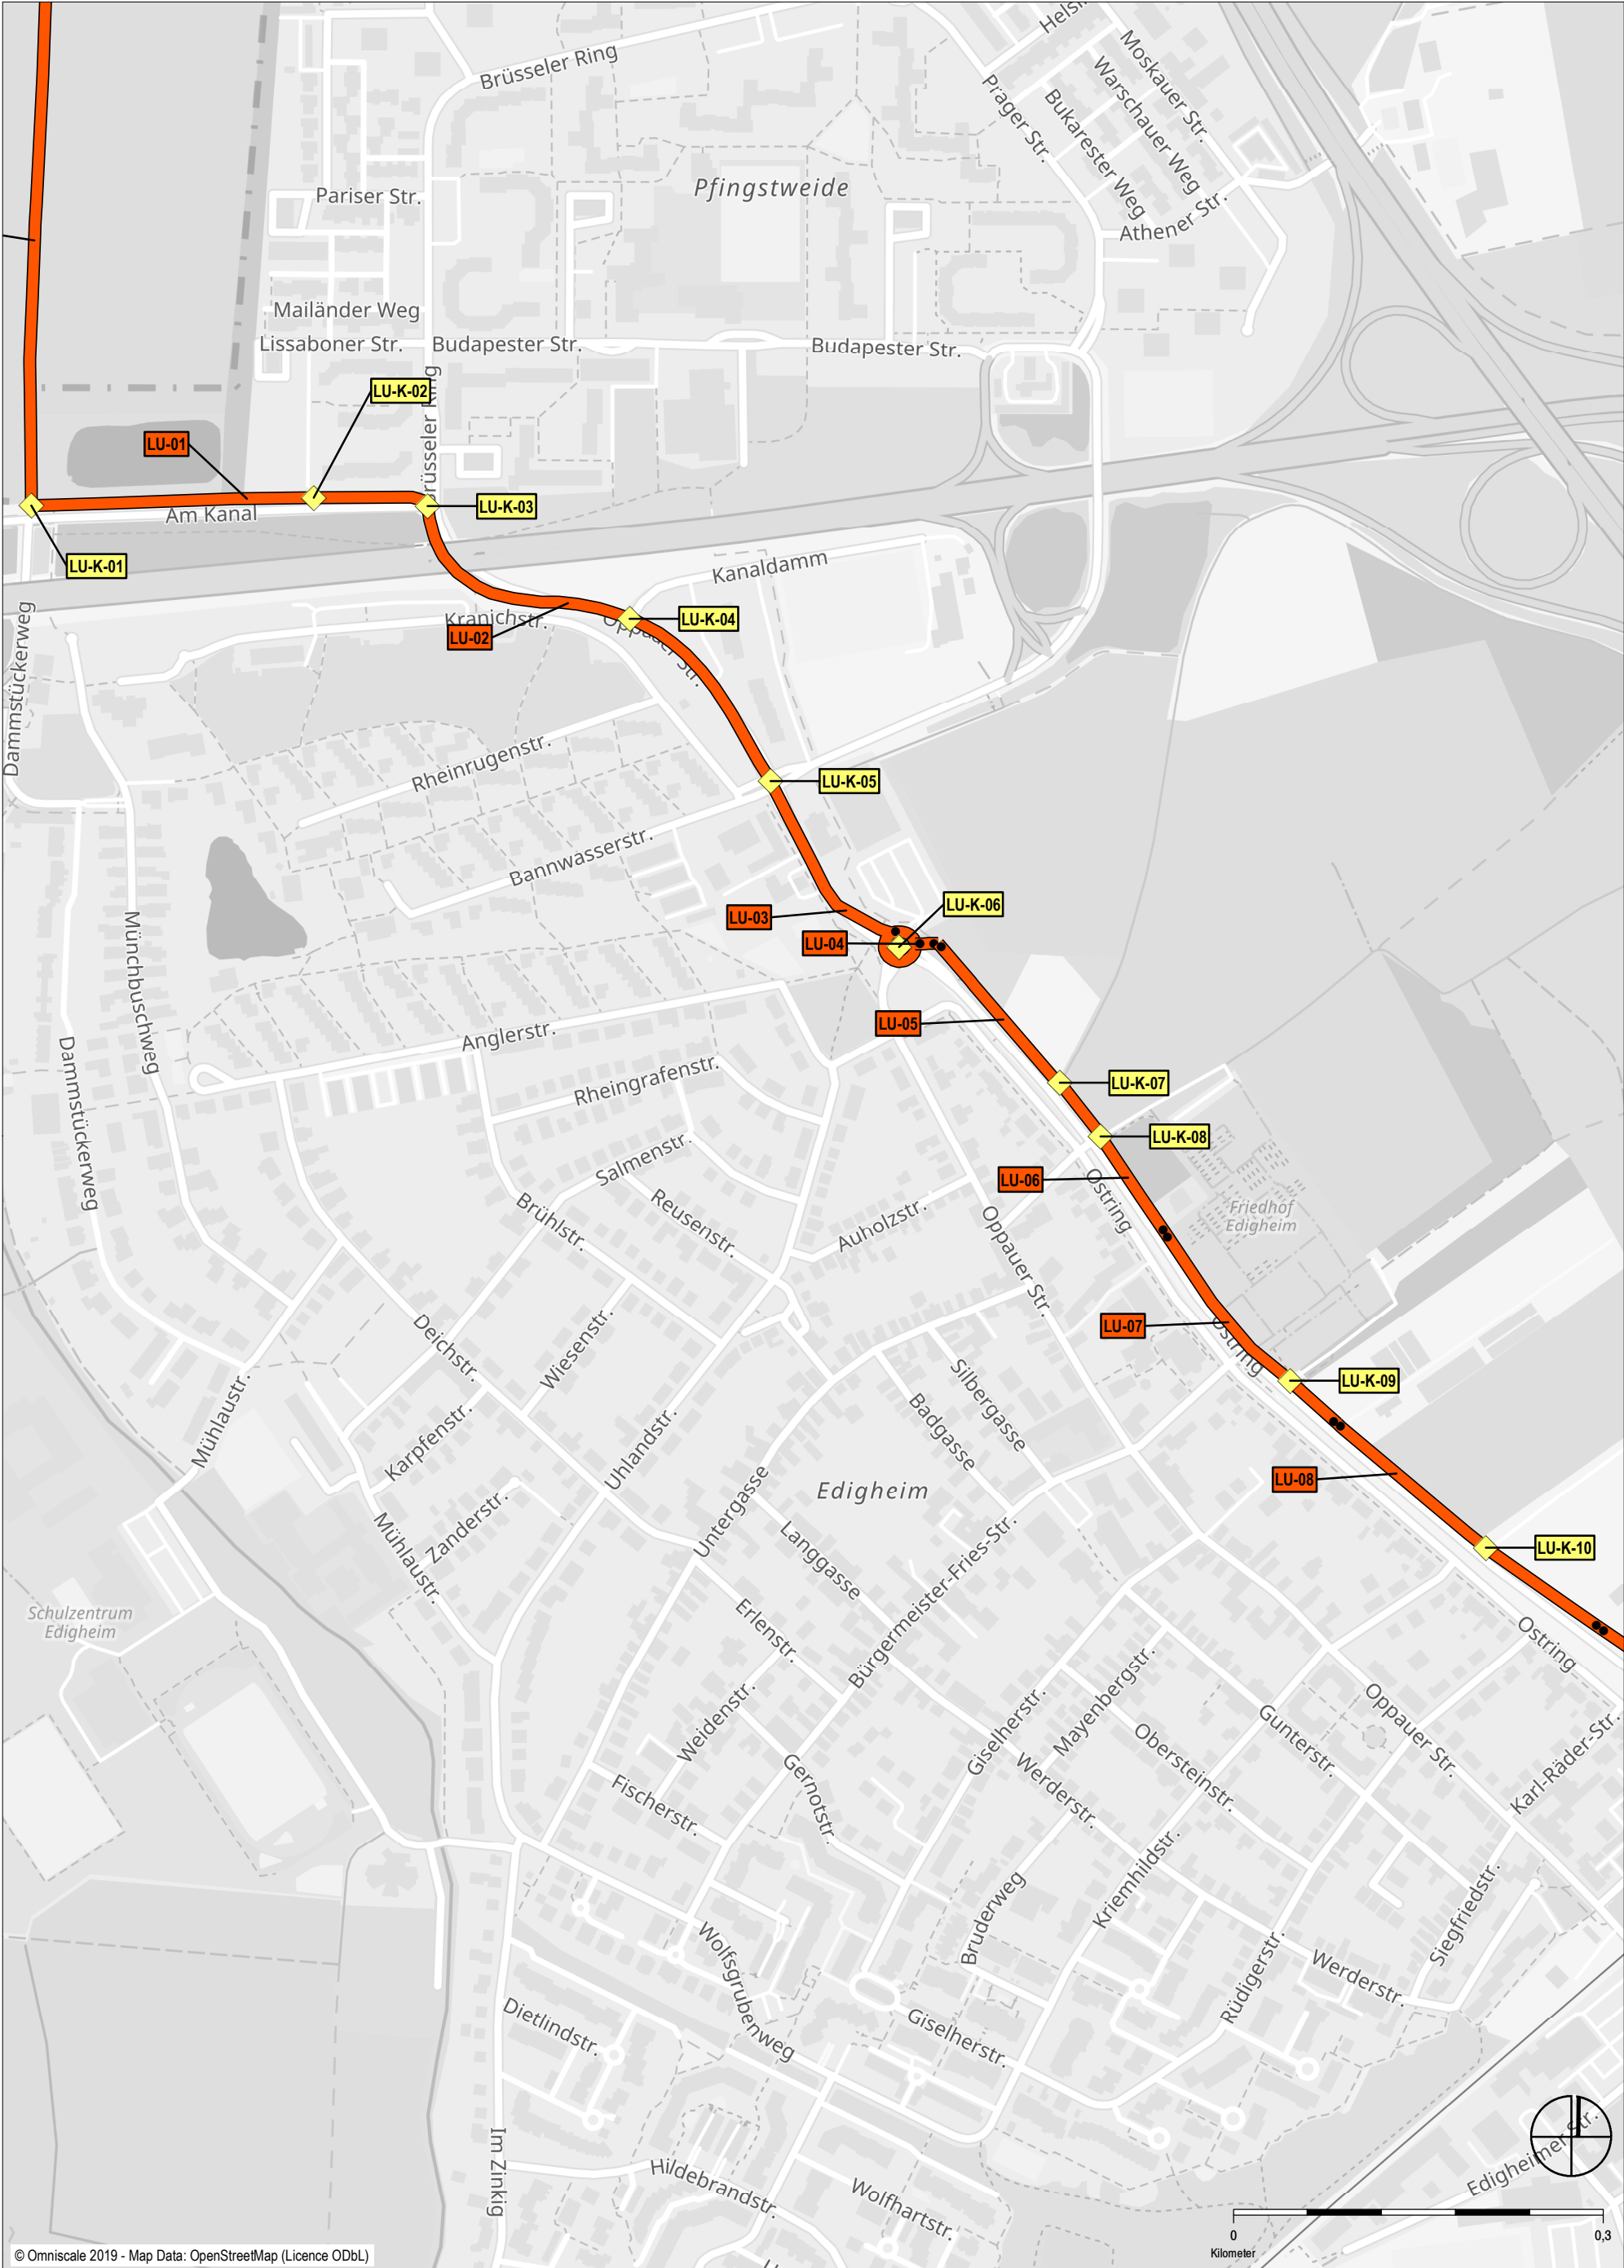 Helsi
Brüsseler Ring
Moskauer Str.
Warschauer Weg
Prager Str.
Bukarester Weg
Pariser Str.
Pfingstweide
Athener Str.
Mailänder Weg
Lissaboner Str.
Budapester Str.
Budapester Str.
LU-K-02
LU-01
rüsseler Ring
LU-K-03
Am Kanal
LU-K-01
Kanaldamm
Kranichstr.
LU-02
LU-K-04
Oppauer Str.
Dammstückerweg
Rheinrugenstr.
LU-K-05
Bannwasserstr.
LU-K-06
LU-03
LU-04
Münchbuschweg
LU-05
Anglerstr.
Dammstückerweg
Rheingrafenstr.
LU-K-07
LU-K-08
Salmenstr.
LU-06
Ostring
Reusenstr.
Brühlstr.
Auholzstr.
Oppauer Str.
Friedhof
Edigheim
Deichstr.
Wiesenstr.
LU-07
Ostring
LU-K-09
Silbergasse
Badgasse
Mühlaustr.
Karpfenstr.
Uhlandstr.
LU-08
Edigheim
Untergasse
Zanderstr.
Mühlaustr.
Langgasse
LU-K-10
Bürgermeister-Fries-Str.
Schulzentrum
Edigheim
Erlenstr.
Ostring
Weidenstr.
Giselherstr.
Mayenbergstr.
Oppauer Str.
Gunterstr.
Obersteinstr.
Karl-Räder-Str.
Werderstr.
Gernotstr.
Fischerstr.
Kriemhildstr.
Bruderweg
Siegfriedstr.
Wolfsgrubenweg
Rüdigerstr.
Werderstr.
Dietlindstr.
Giselherstr.
Im Zinkig
Edigheimer Str.
Hildebrandstr.
Wolfhartstr.
0
0,3
Kilometer
© Omniscale 2019 - Map Data: OpenStreetMap (Licence ODbL)